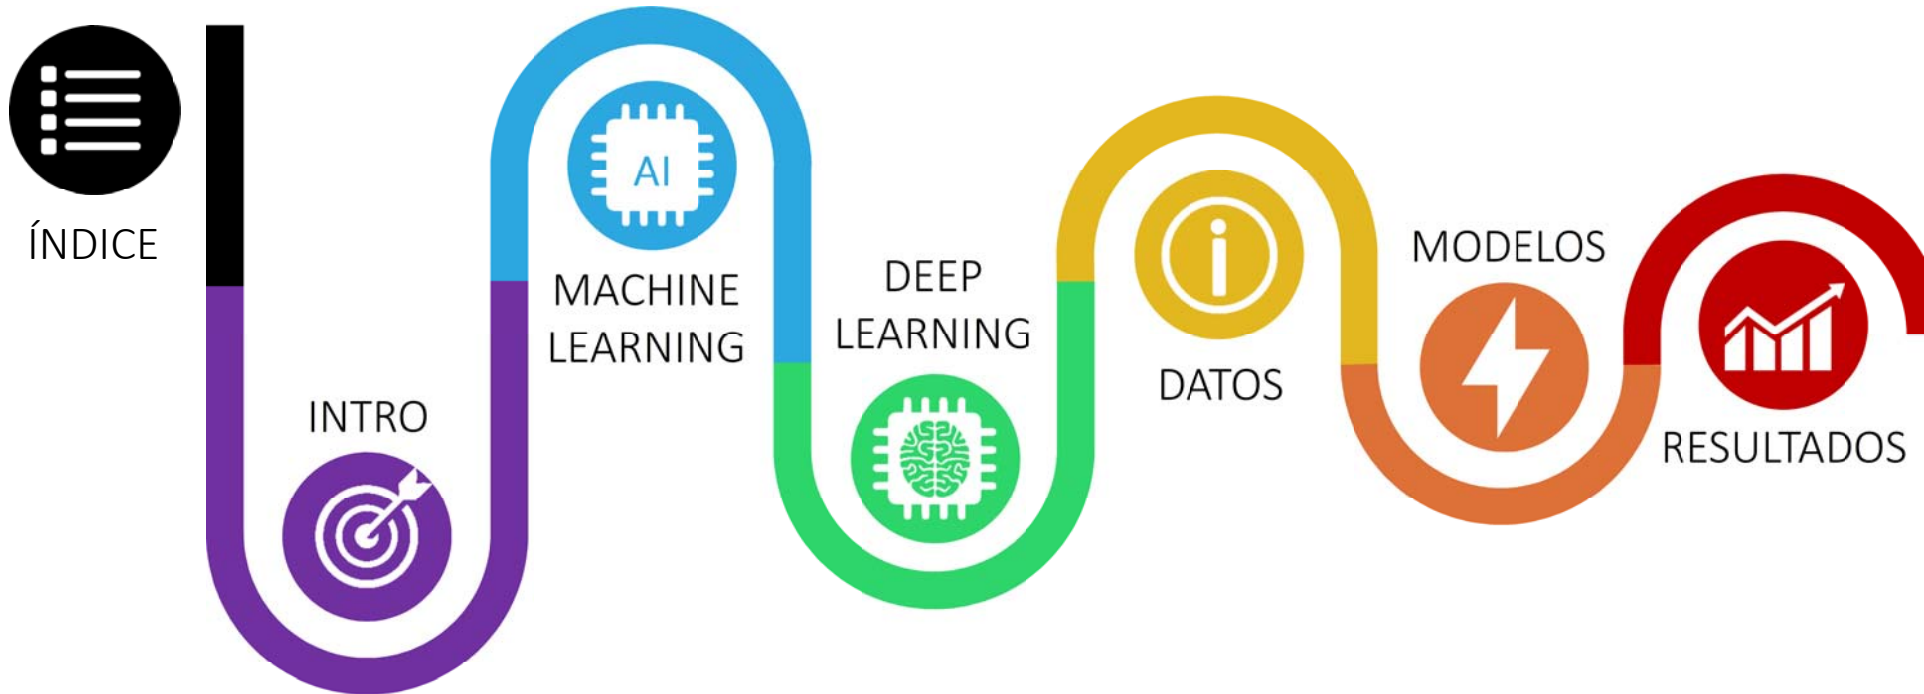 ÍNDICE
INTRO
AI
MACHINE
LEARNING
DEEP
LEARNING
i
DATOS
MODELOS
RESULTADOS